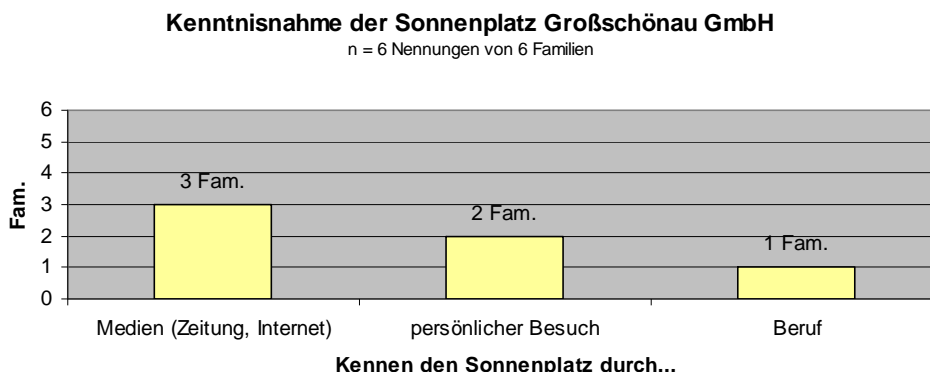 Kenntnisnahme der Sonnenplatz Großschönau GmbH
n = 6 Nennungen von 6 Familien
6
5
4
3
2
1
0
Fam.
3 Fam.
2 Fam.
1 Fam.
Medien (Zeitung, Internet)
persönlicher Besuch
Beruf
Kennen den Sonnenplatz durch...